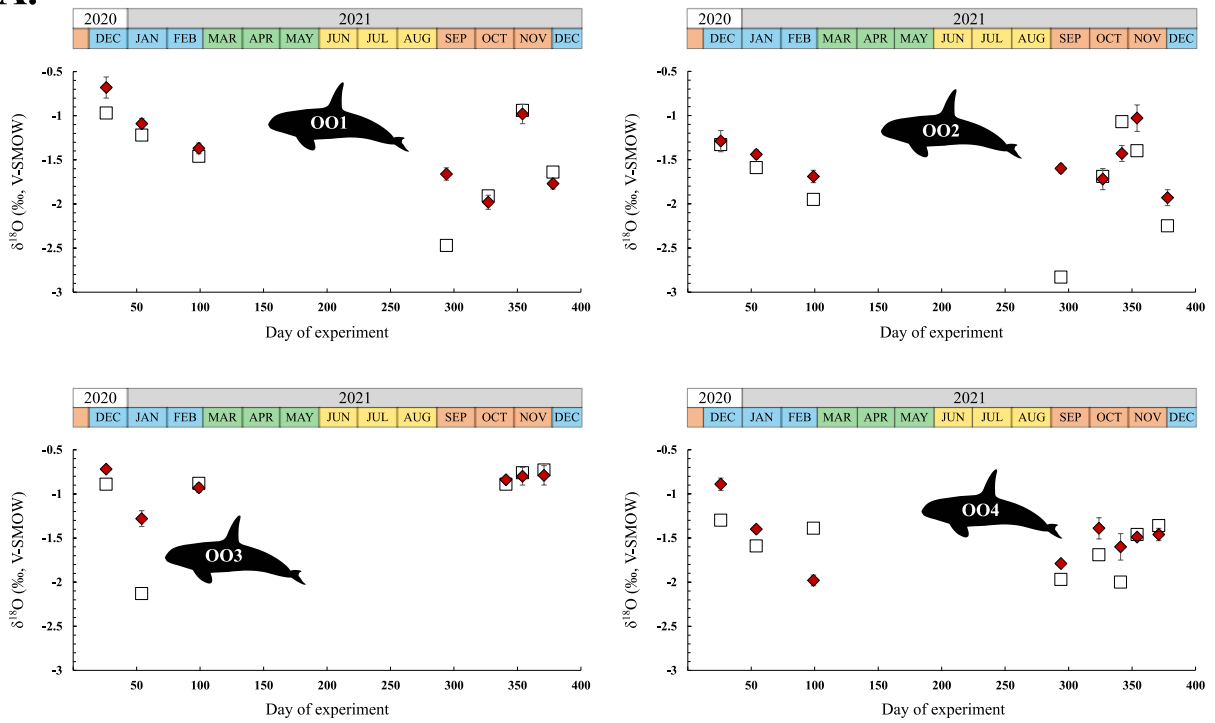 A.
2020 2021
DEC JAN FEB MAR APR MAY JUN JUL AUG SEP OCT NOV DEC
-0.5
-1
-1.5
-2
-2.5
-3
δ¹⁸O (‰, V-SMOW)
OO1
50 100 150 200 250 300 350 400
Day of experiment
2020 2021
DEC JAN FEB MAR APR MAY JUN JUL AUG SEP OCT NOV DEC
-0.5
-1
-1.5
-2
-2.5
-3
δ¹⁸O (‰, V-SMOW)
OO2
50 100 150 200 250 300 350 400
Day of experiment
2020 2021
DEC JAN FEB MAR APR MAY JUN JUL AUG SEP OCT NOV DEC
-0.5
-1
-1.5
-2
-2.5
-3
δ¹⁸O (‰, V-SMOW)
OO3
50 100 150 200 250 300 350 400
Day of experiment
2020 2021
DEC JAN FEB MAR APR MAY JUN JUL AUG SEP OCT NOV DEC
-0.5
-1
-1.5
-2
-2.5
-3
δ¹⁸O (‰, V-SMOW)
OO4
50 100 150 200 250 300 350 400
Day of experiment